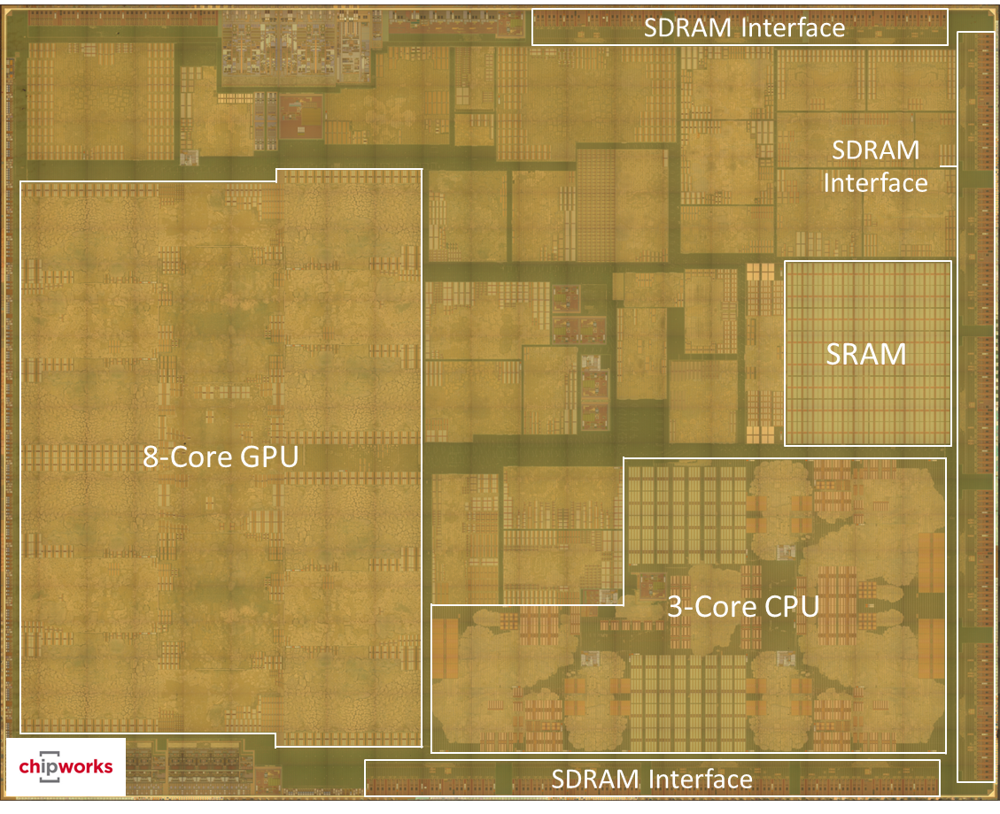 SDRAM Interface
SDRAM
Interface
SRAM
8-Core GPU
3-Core CPU
chipworks
SDRAM Interface